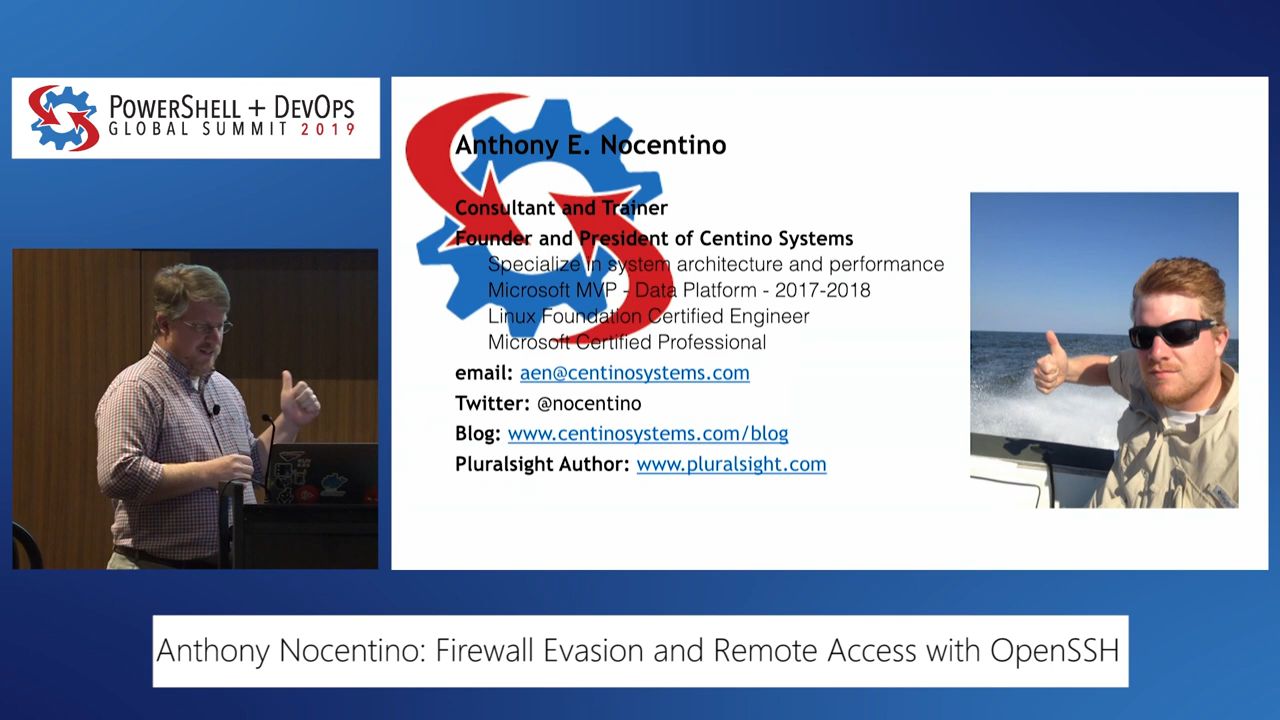 POWERSHELL + DEVOPS
GLOBAL SUMMIT 2019
Anthony E. Nocentino
Consultant and Trainer
Founder and President of Centino Systems
Specialize in system architecture and performance
Microsoft MVP - Data Platform - 2017-2018
Linux Foundation Certified Engineer
Microsoft Certified Professional
email: aen@centinosystems.com
Twitter: @nocentino
Blog: www.centinosystems.com/blog
Pluralsight Author: www.pluralsight.com
Anthony Nocentino: Firewall Evasion and Remote Access with OpenSSH